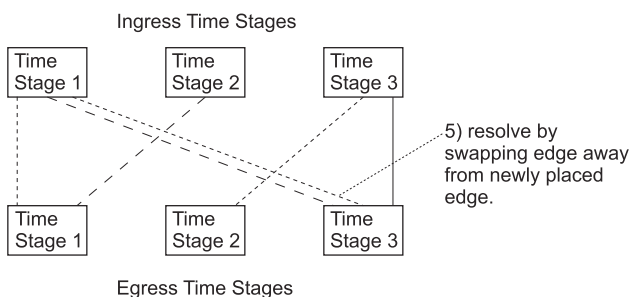 Ingress Time Stages
Time
Stage 1
Time
Stage 2
Time
Stage 3
5) resolve by
swapping edge away
from newly placed
edge.
Time
Stage 1
Time
Stage 2
Time
Stage 3
Egress Time Stages